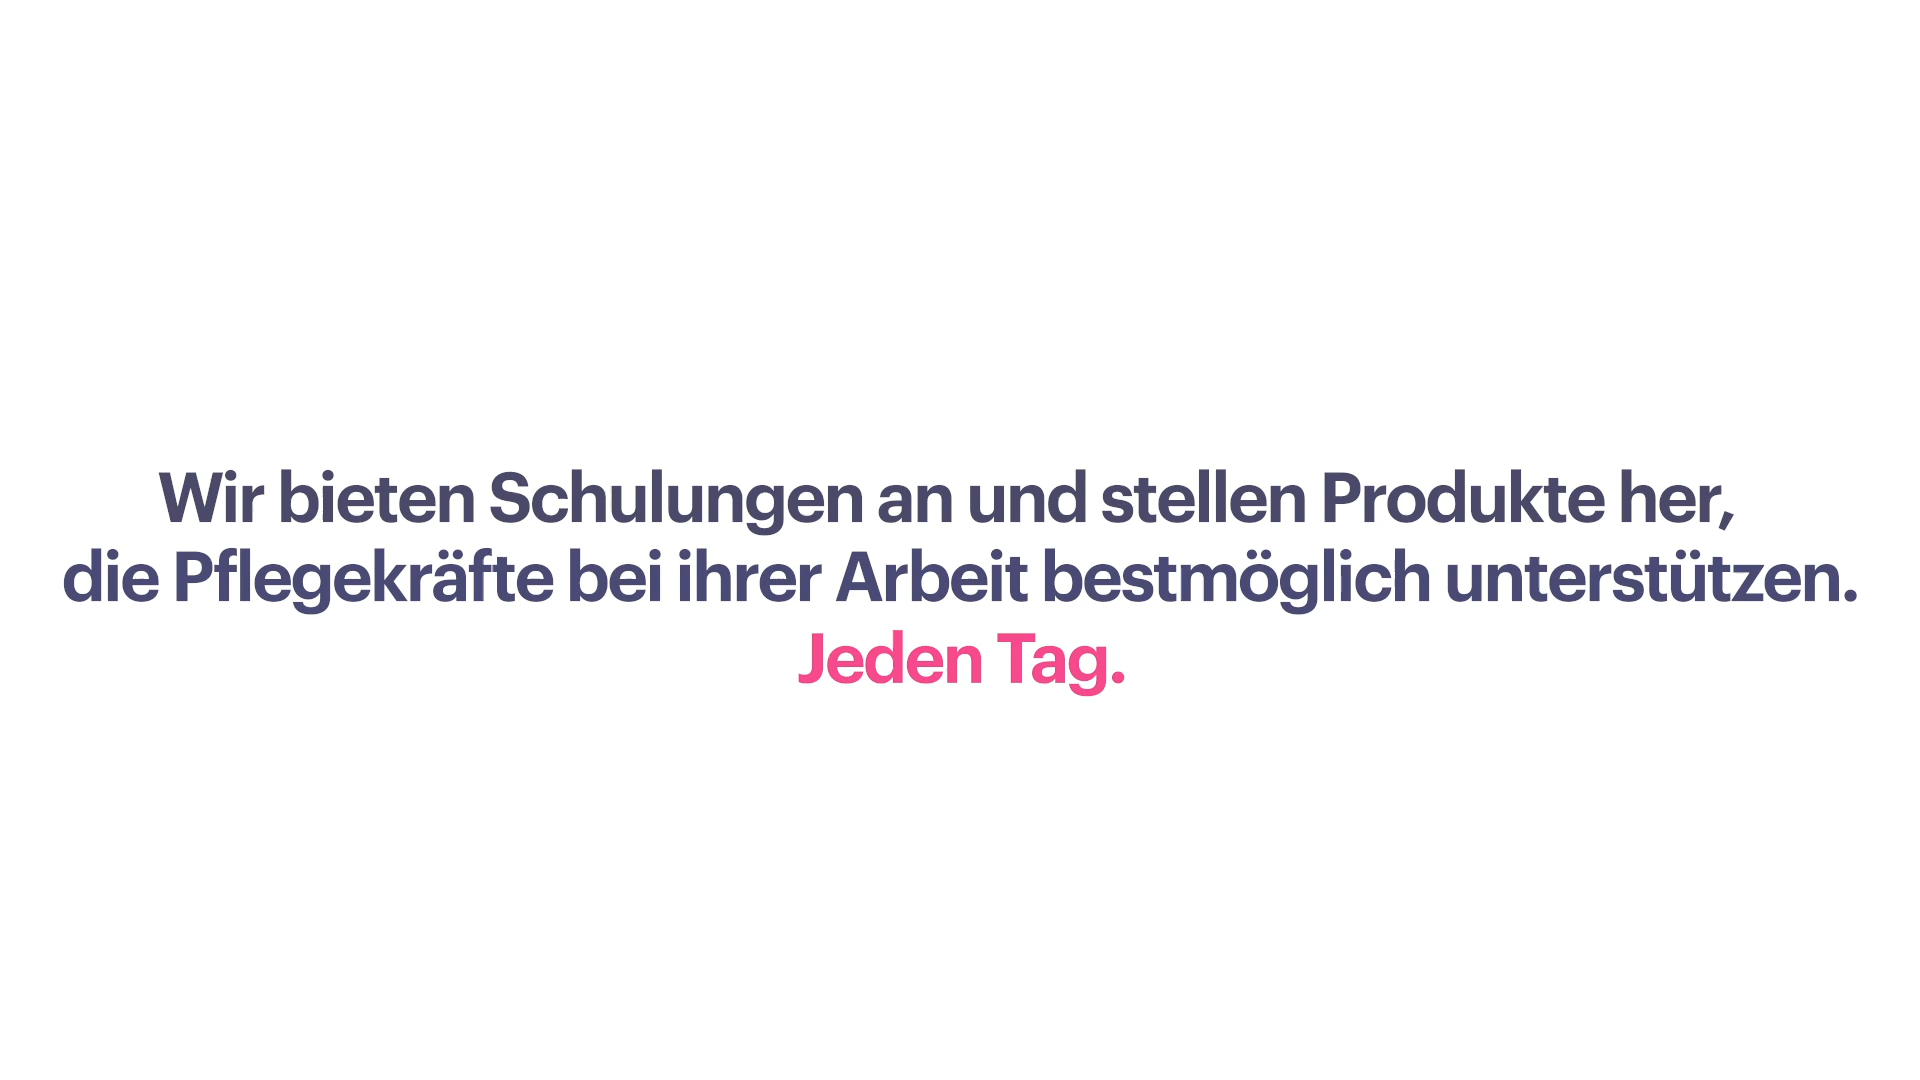 Wir bieten Schulungen an und stellen Produkte her,
die Pflegekräfte bei ihrer Arbeit bestmöglich unterstützen.
Jeden Tag.